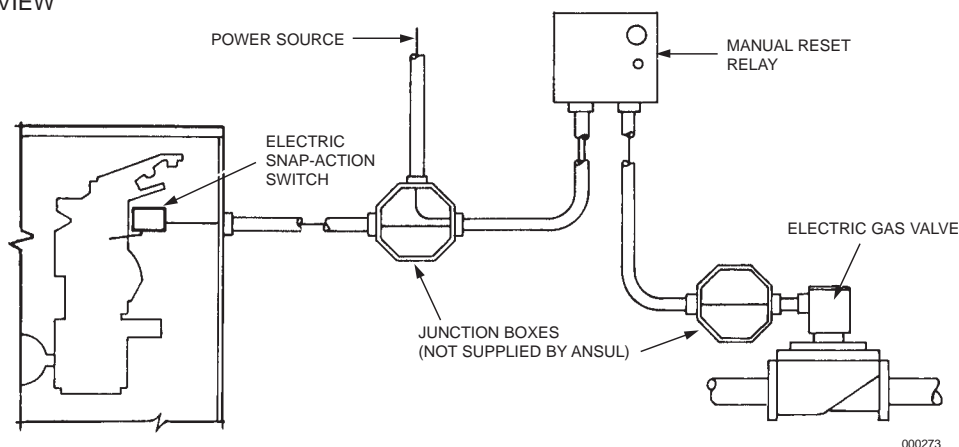 VIEW
POWER SOURCE
MANUAL RESET
RELAY
ELECTRIC
SNAP-ACTION
SWITCH
ELECTRIC GAS VALVE
JUNCTION BOXES
(NOT SUPPLIED BY ANSUL)
000273